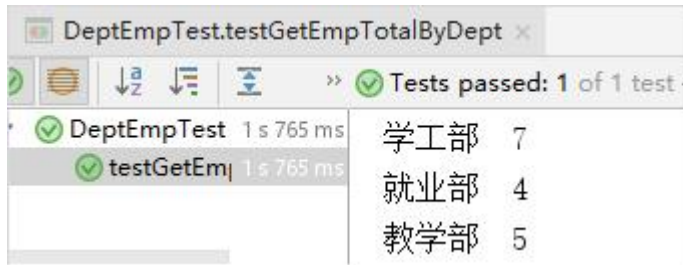 DeptEmpTest.testGetEmpTotalByDept ×
» Tests passed: 1 of 1 test
DeptEmpTest 1 s 765 ms
testGetEm 1 s 765 ms
学工部 7
就业部 4
教学部 5